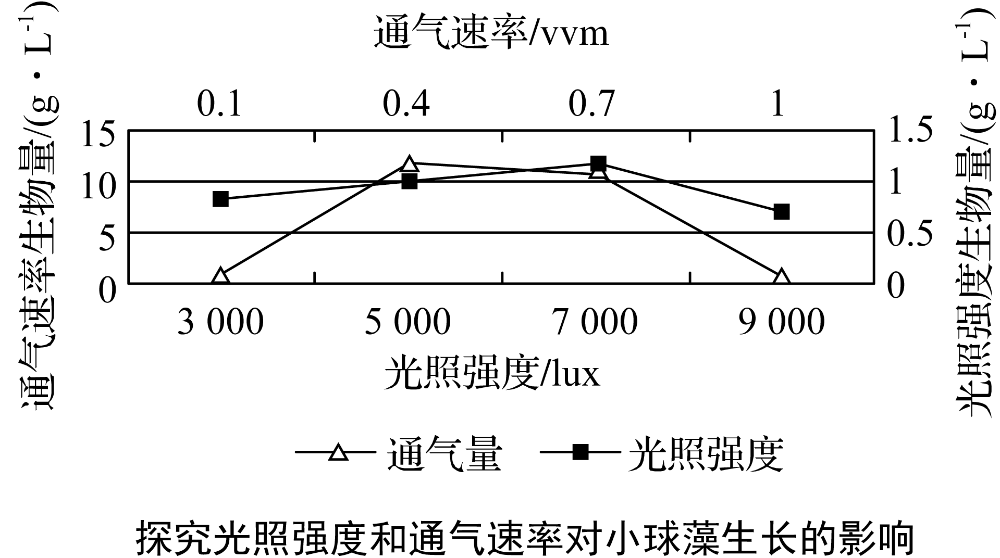 通气速率/vvm
0.1 0.4 0.7 1
通气速率生物量/(g·L-1)
15
10
5
0
1.5
1
0.5
0
光照强度生物量/(g·L-1)
3 000 5 000 7 000 9 000
光照强度/lux
通气量 光照强度
探究光照强度和通气速率对小球藻生长的影响